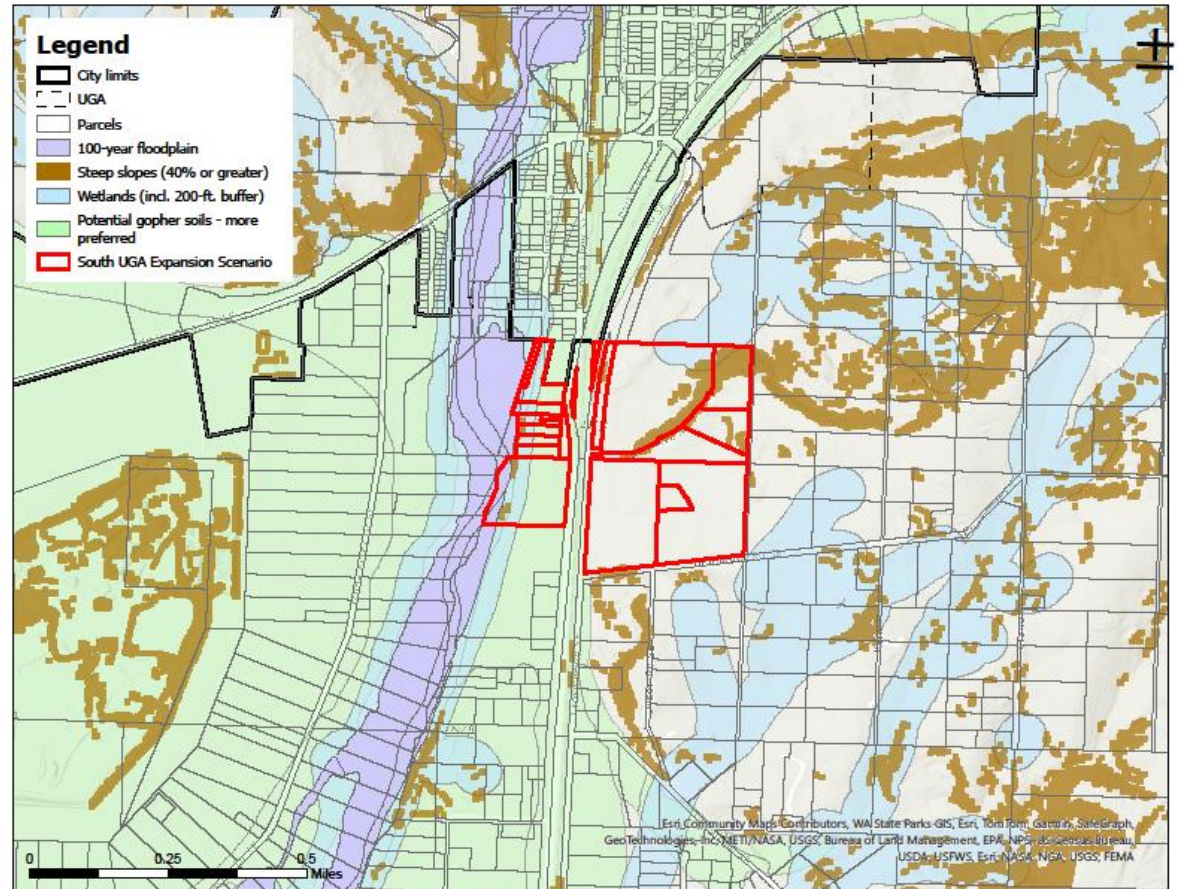 Legend
City limits
UGA
Parcels
100-year floodplain
Steep slopes (40% or greater)
Wetlands (incl. 200-ft. buffer)
Potential gopher soils - more
preferred
South UGA Expansion Scenario
Esri Community Maps Contributors, WA State Parks GIS, Esri, TomTom, Garmin, SafeGraph,
GeoTechnologies, Inc, METI/NASA, USGS, Bureau of Land Management, EPA, NPS, US Census Bureau,
USDA, USFWS, Esri, NASA, NGA, USGS, FEMA
0 0.25 0.5
Miles